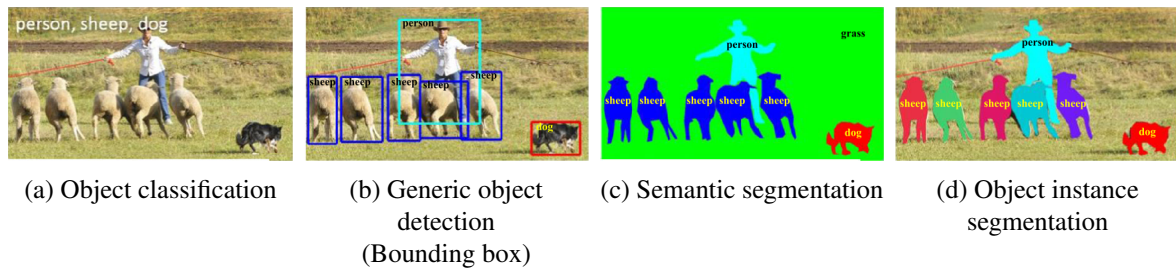 person, sheep, dog
person
sheep
sheep
sheep
sheep
sheep
dog
person
grass
sheep
sheep
sheep
sheep
sheep
dog
person
sheep
sheep
sheep
sheep
sheep
dog
(a) Object classification
(b) Generic object
detection
(Bounding box)
(c) Semantic segmentation
(d) Object instance
segmentation